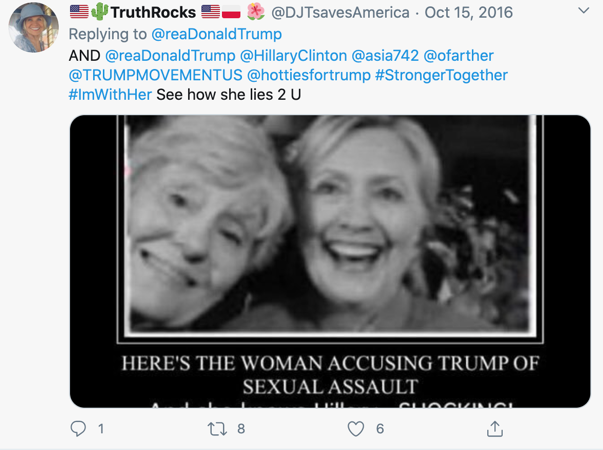 TruthRocks @DJTsavesAmerica · Oct 15, 2016
Replying to @reaDonaldTrump
AND @reaDonaldTrump @HillaryClinton @asia742 @ofarther
@TRUMPMOVEMENTUS @hottiesfortrump #StrongerTogether
#ImWithHer See how she lies 2 U
HERE'S THE WOMAN ACCUSING TRUMP OF
SEXUAL ASSAULT
1 8 6